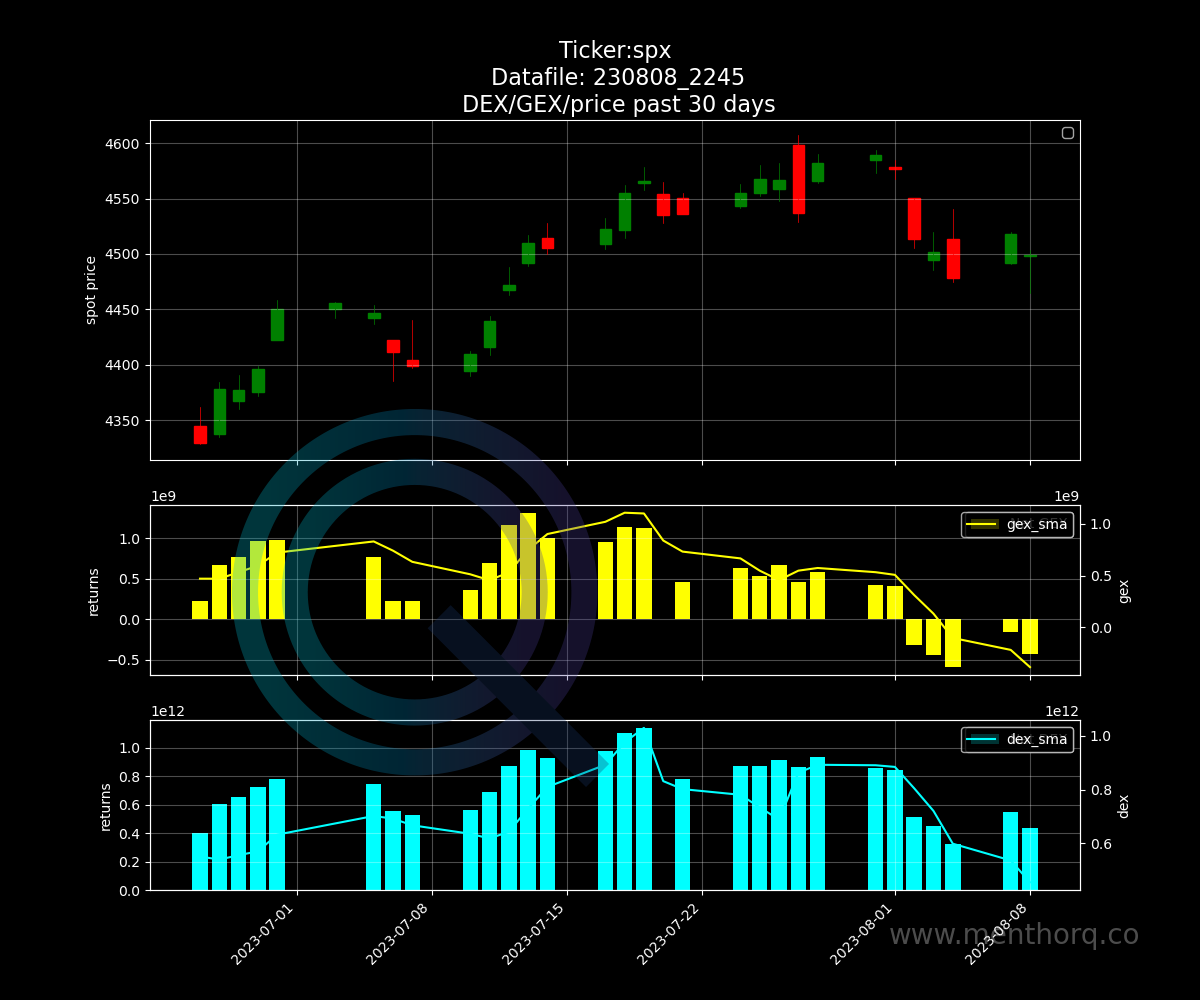 Ticker:spx
Datafile: 230808_2245
DEX/GEX/price past 30 days
4600
4550
4500
4450
4400
4350
spot price
1e9
1e9
gex_sma
1.0
0.5
0.0
−0.5
returns
1.0
0.5
0.0
gex
1e12
1e12
dex_sma
1.0
0.8
0.6
0.4
0.2
0.0
returns
1.0
0.8
0.6
dex
2023-07-01
2023-07-08
2023-07-15
2023-07-22
2023-08-01
2023-08-08
www.menthorq.co